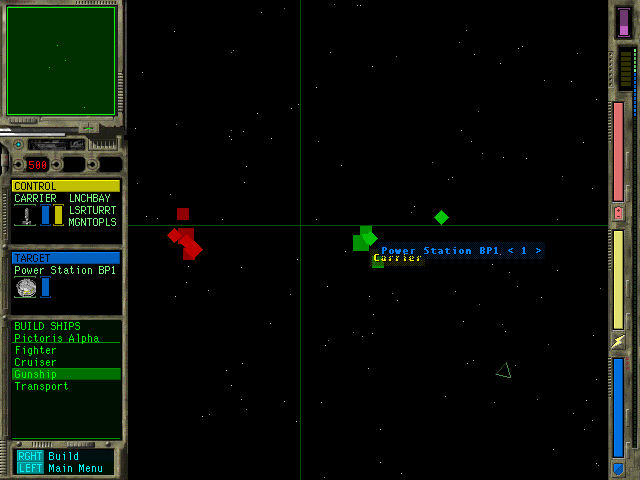 500
CONTROL
CARRIER LNCHBAY
LSRTURRT
MGNTOPLS
TARGET
Power Station BP1
BUILD SHIPS
Pictoris Alpha
Fighter
Cruiser
Gunship
Transport
RGHT Build
LEFT Main Menu
Power Station BP1 < 1 >
Carrier